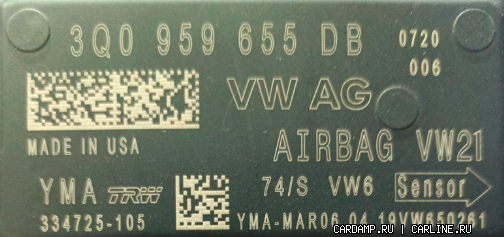 3Q0 959 655 DB 0720
006
VW AG
MADE IN USA
AIRBAG VW21
YMA TRW 74/S VW6 Sensor
334725-105 YMA-MAR06 04 19VW650261
CARDAMP.RU | CARLINE.RU